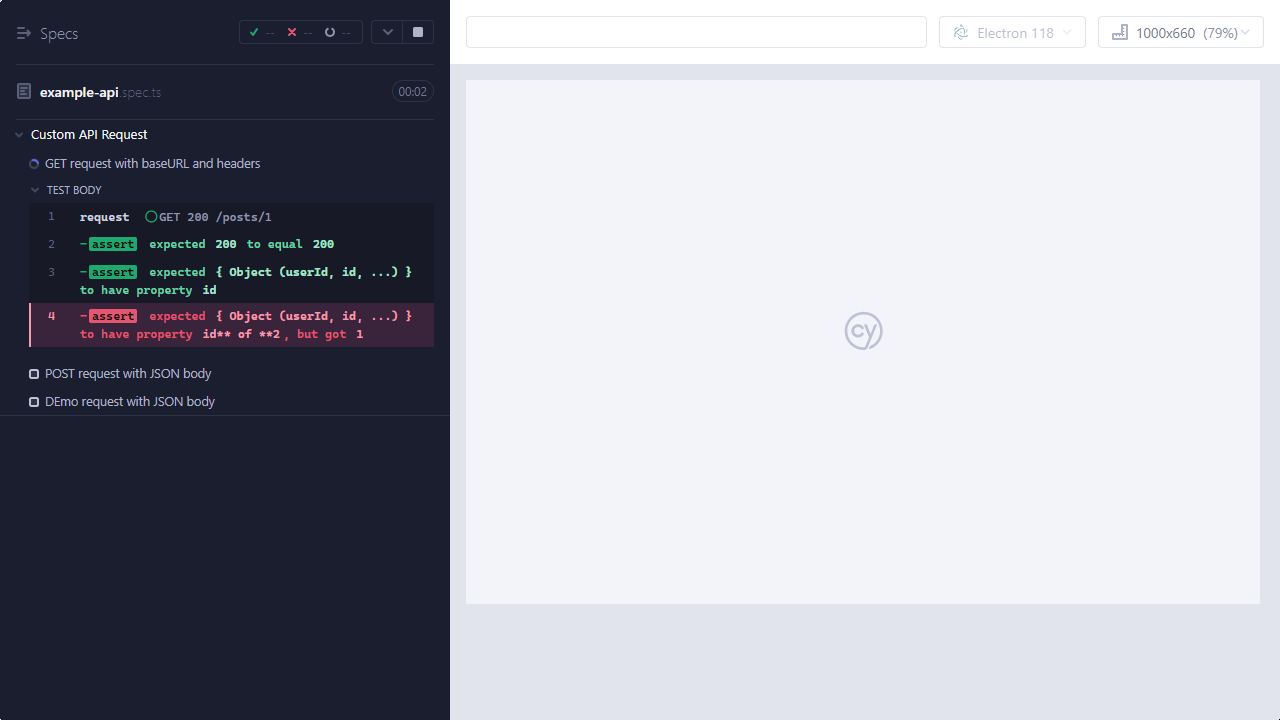 Specs
-- -- --
example-api.spec.ts
00:02
Custom API Request
GET request with baseURL and headers
TEST BODY
1 request GET 200 /posts/1
2 -assert expected 200 to equal 200
3 -assert expected { Object (userId, id, ...) }
to have property id
4 -assert expected { Object (userId, id, ...) }
to have property id** of **2, but got 1
POST request with JSON body
DEmo request with JSON body
Electron 118
1000x660 (79%)
cy